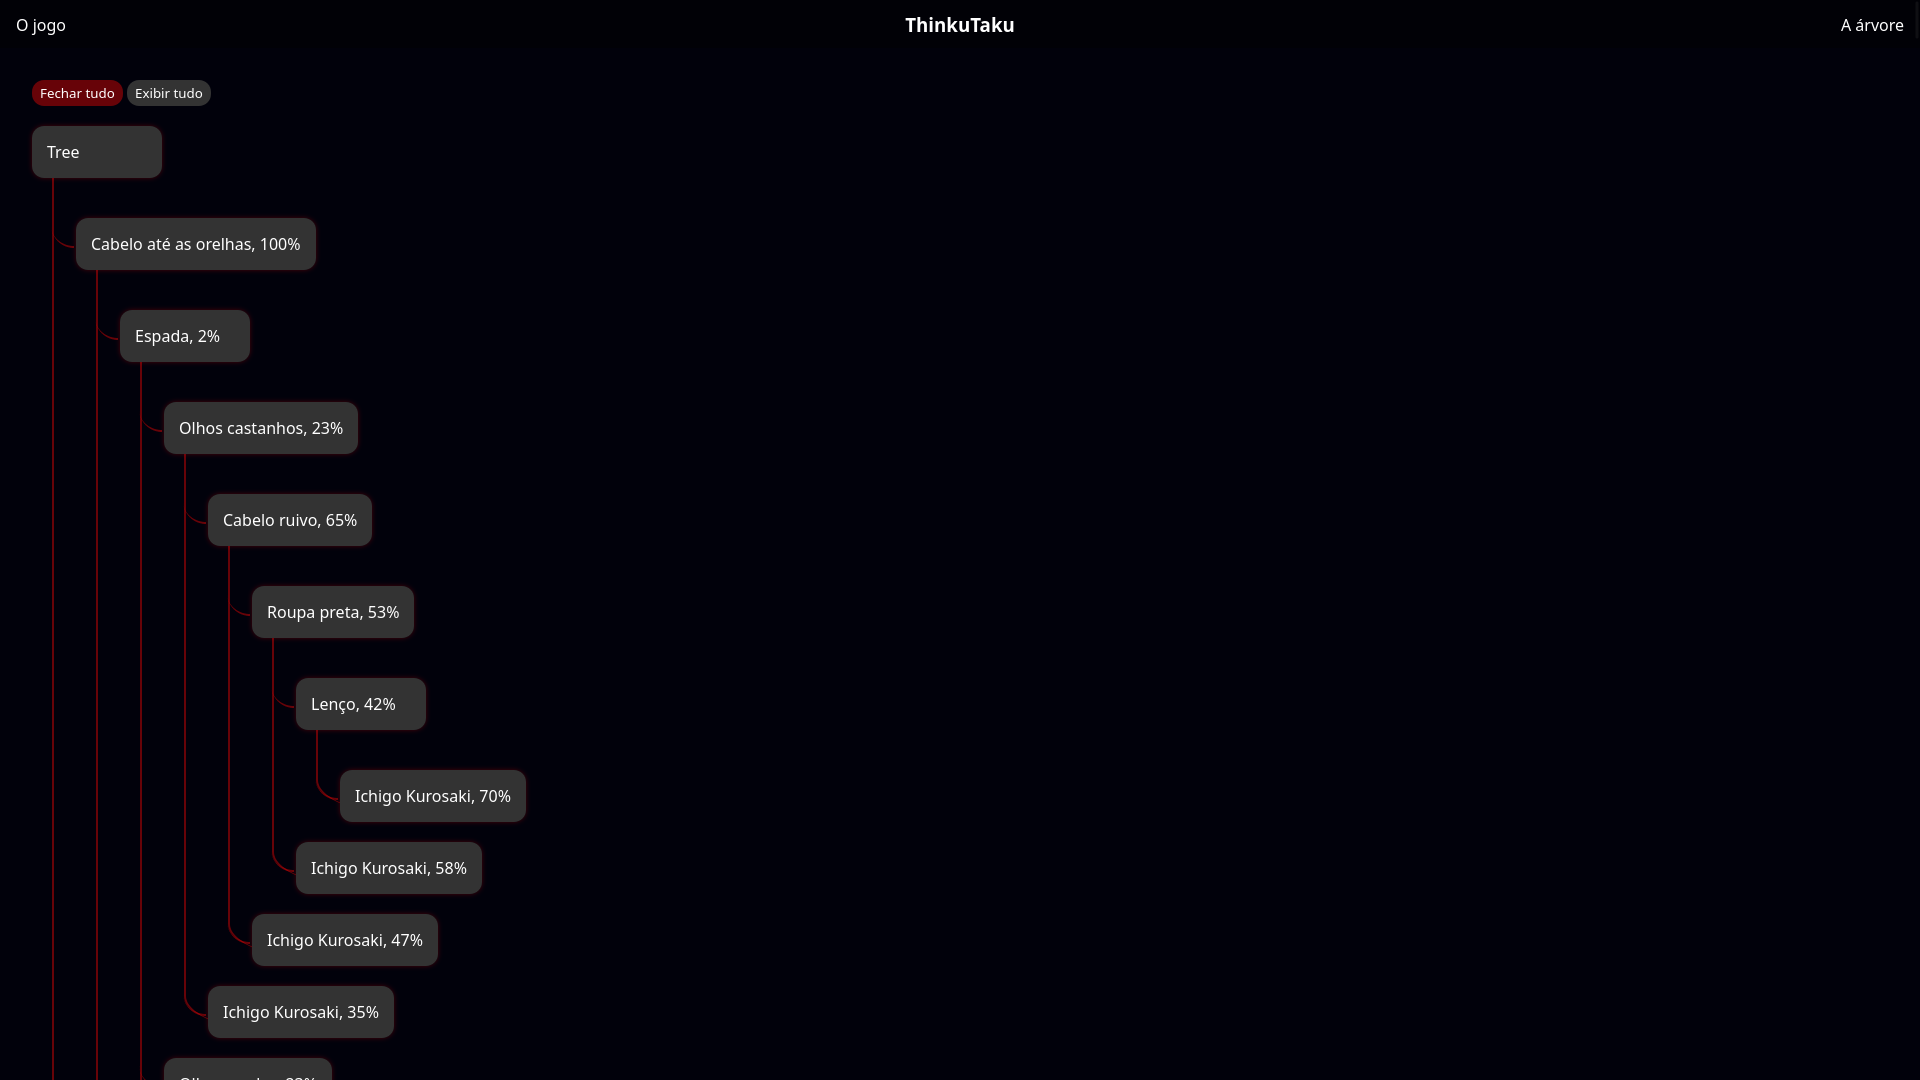 O jogo
ThinkuTaku
A árvore
Fechar tudo
Exibir tudo
Tree
Cabelo até as orelhas, 100%
Espada, 2%
Olhos castanhos, 23%
Cabelo ruivo, 65%
Roupa preta, 53%
Lenço, 42%
Ichigo Kurosaki, 70%
Ichigo Kurosaki, 58%
Ichigo Kurosaki, 47%
Ichigo Kurosaki, 35%